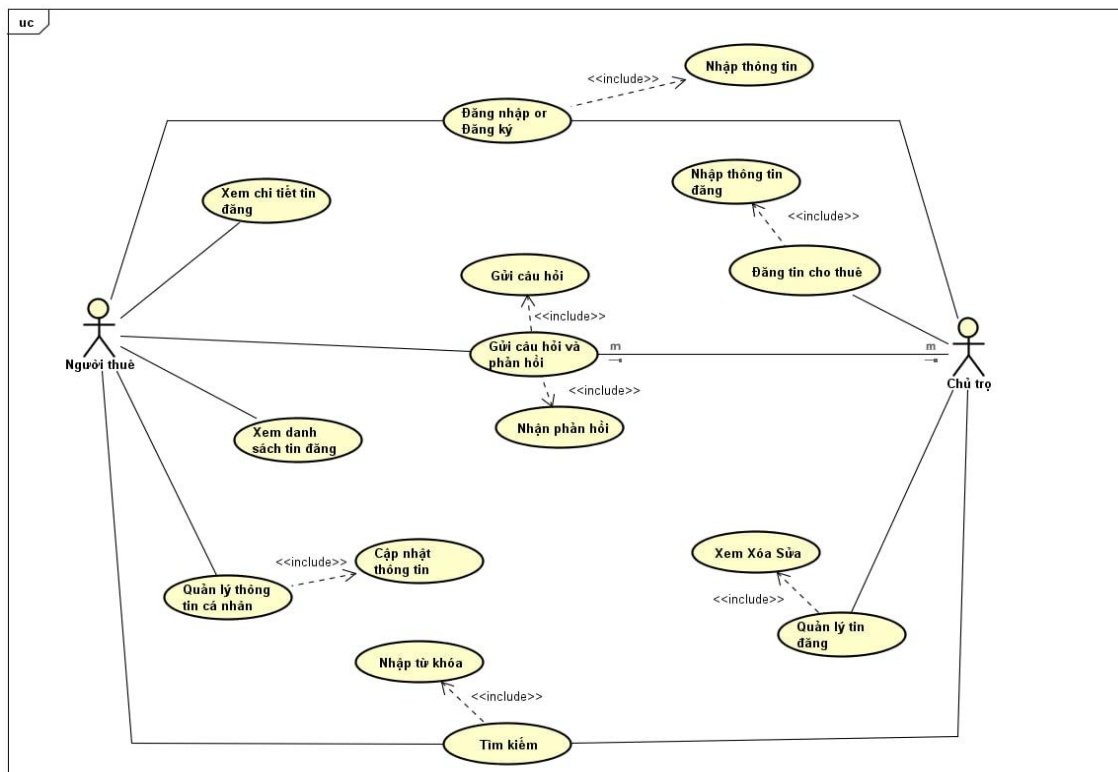 uc
Nhập thông tin
<<include>>
Đăng nhập or
Đăng ký
Xem chi tiết tin
đăng
Nhập thông tin
đăng
<<include>>
Gửi câu hỏi
Đăng tin cho thuê
<<include>>
Gửi câu hỏi và
phản hồi
m
m
Người thuê
Chủ trọ
<<include>>
Nhận phản hồi
Xem danh
sách tin đăng
Cập nhật
thông tin
<<include>>
Xem Xóa Sửa
Quản lý thông
tin cá nhân
<<include>>
Quản lý tin
đăng
Nhập từ khóa
<<include>>
Tìm kiếm